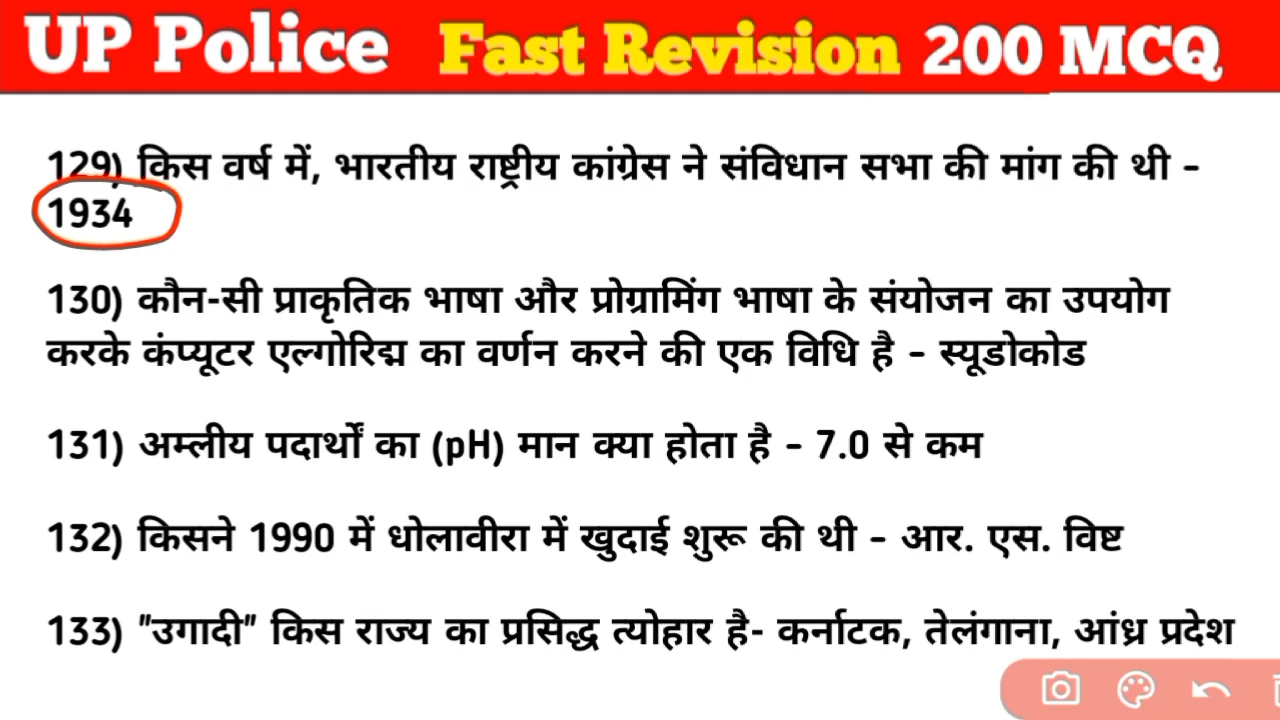 UP Police Fast Revision 200 MCQ
129) किस वर्ष में, भारतीय राष्ट्रीय कांग्रेस ने संविधान सभा की मांग की थी -
1934
130) कौन-सी प्राकृतिक भाषा और प्रोग्रामिंग भाषा के संयोजन का उपयोग
करके कंप्यूटर एल्गोरिद्म का वर्णन करने की एक विधि है - स्यूडोकोड
131) अम्लीय पदार्थों का (pH) मान क्या होता है - 7.0 से कम
132) किसने 1990 में धोलावीरा में खुदाई शुरू की थी - आर. एस. विष्ट
133) "उगादी" किस राज्य का प्रसिद्ध त्योहार है- कर्नाटक, तेलंगाना, आंध्र प्रदेश